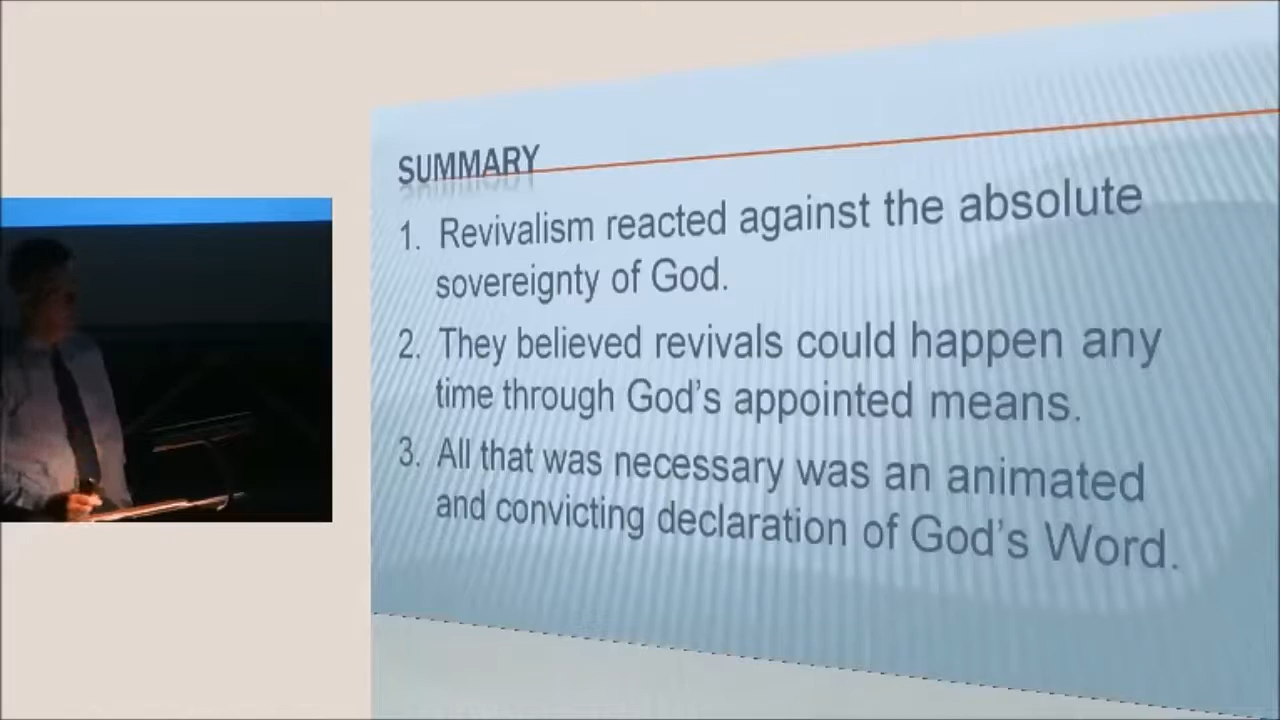 SUMMARY
1. Revivalism reacted against the absolute
sovereignty of God.
2. They believed revivals could happen any
time through God's appointed means.
3. All that was necessary was an animated
and convicting declaration of God's Word.